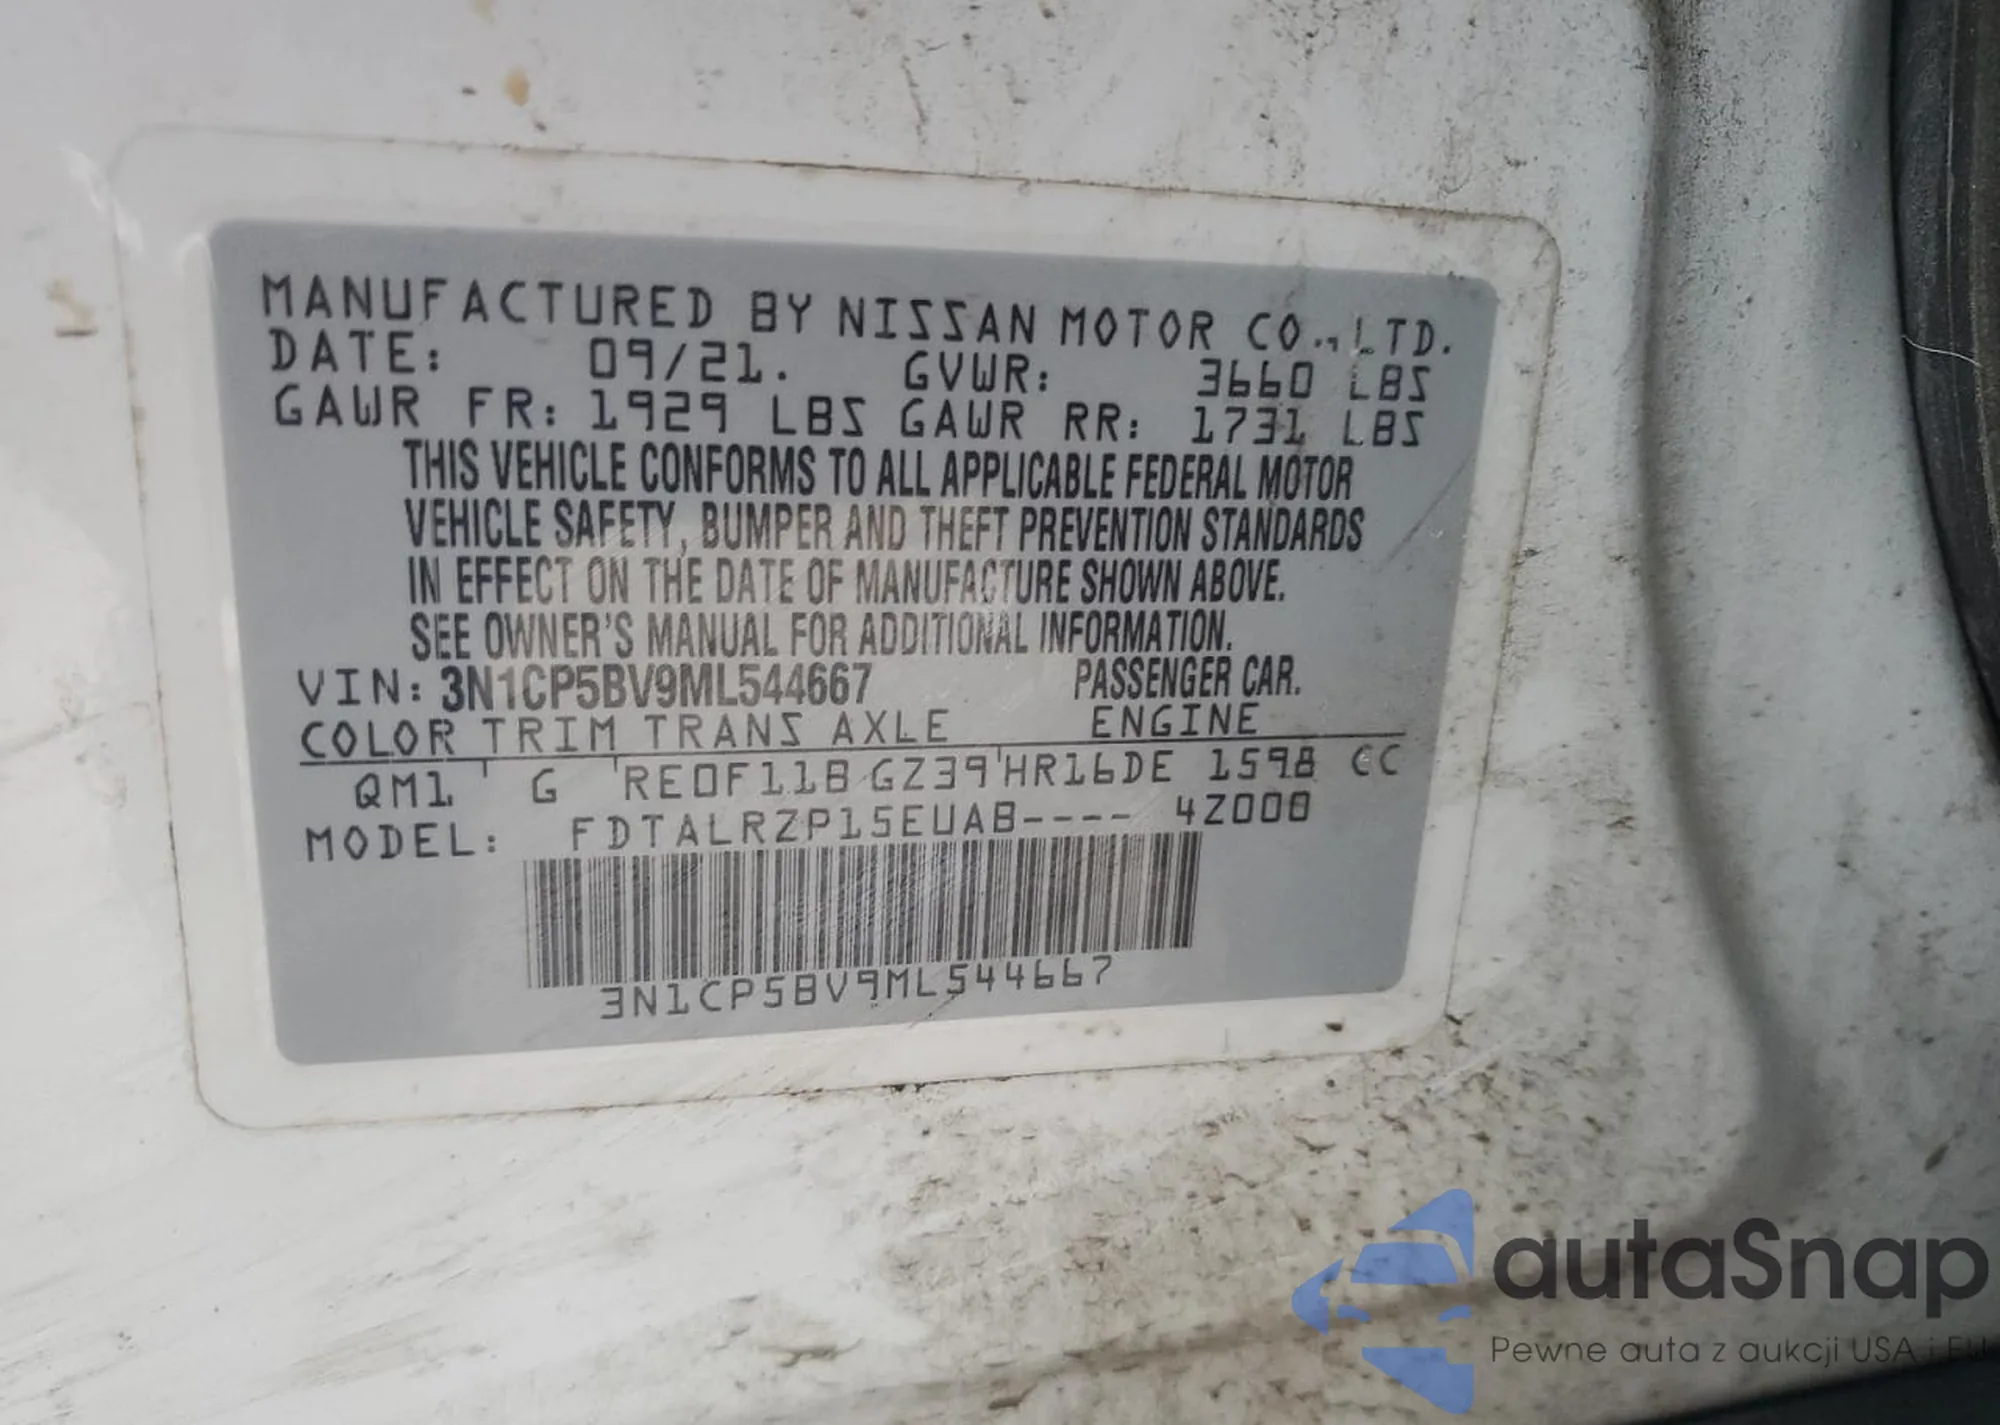 MANUFACTURED BY NISSAN MOTOR CO., LTD.
DATE: 09/21. GVWR: 3660 LBS
GAWR FR: 1929 LBS GAWR RR: 1731 LBS
THIS VEHICLE CONFORMS TO ALL APPLICABLE FEDERAL MOTOR
VEHICLE SAFETY, BUMPER AND THEFT PREVENTION STANDARDS
IN EFFECT ON THE DATE OF MANUFACTURE SHOWN ABOVE.
SEE OWNER'S MANUAL FOR ADDITIONAL INFORMATION.
VIN: 3N1CP5BV9ML544667 PASSENGER CAR.
COLOR TRIM TRANS AXLE ENGINE
QM1 G RE0F11B GZ39 HR16DE 1598 CC
MODEL: FDTALRZP15EUAB---- 4Z000
3N1CP5BV9ML544667
autaSnap
Pewne auta z aukcji USA i EU